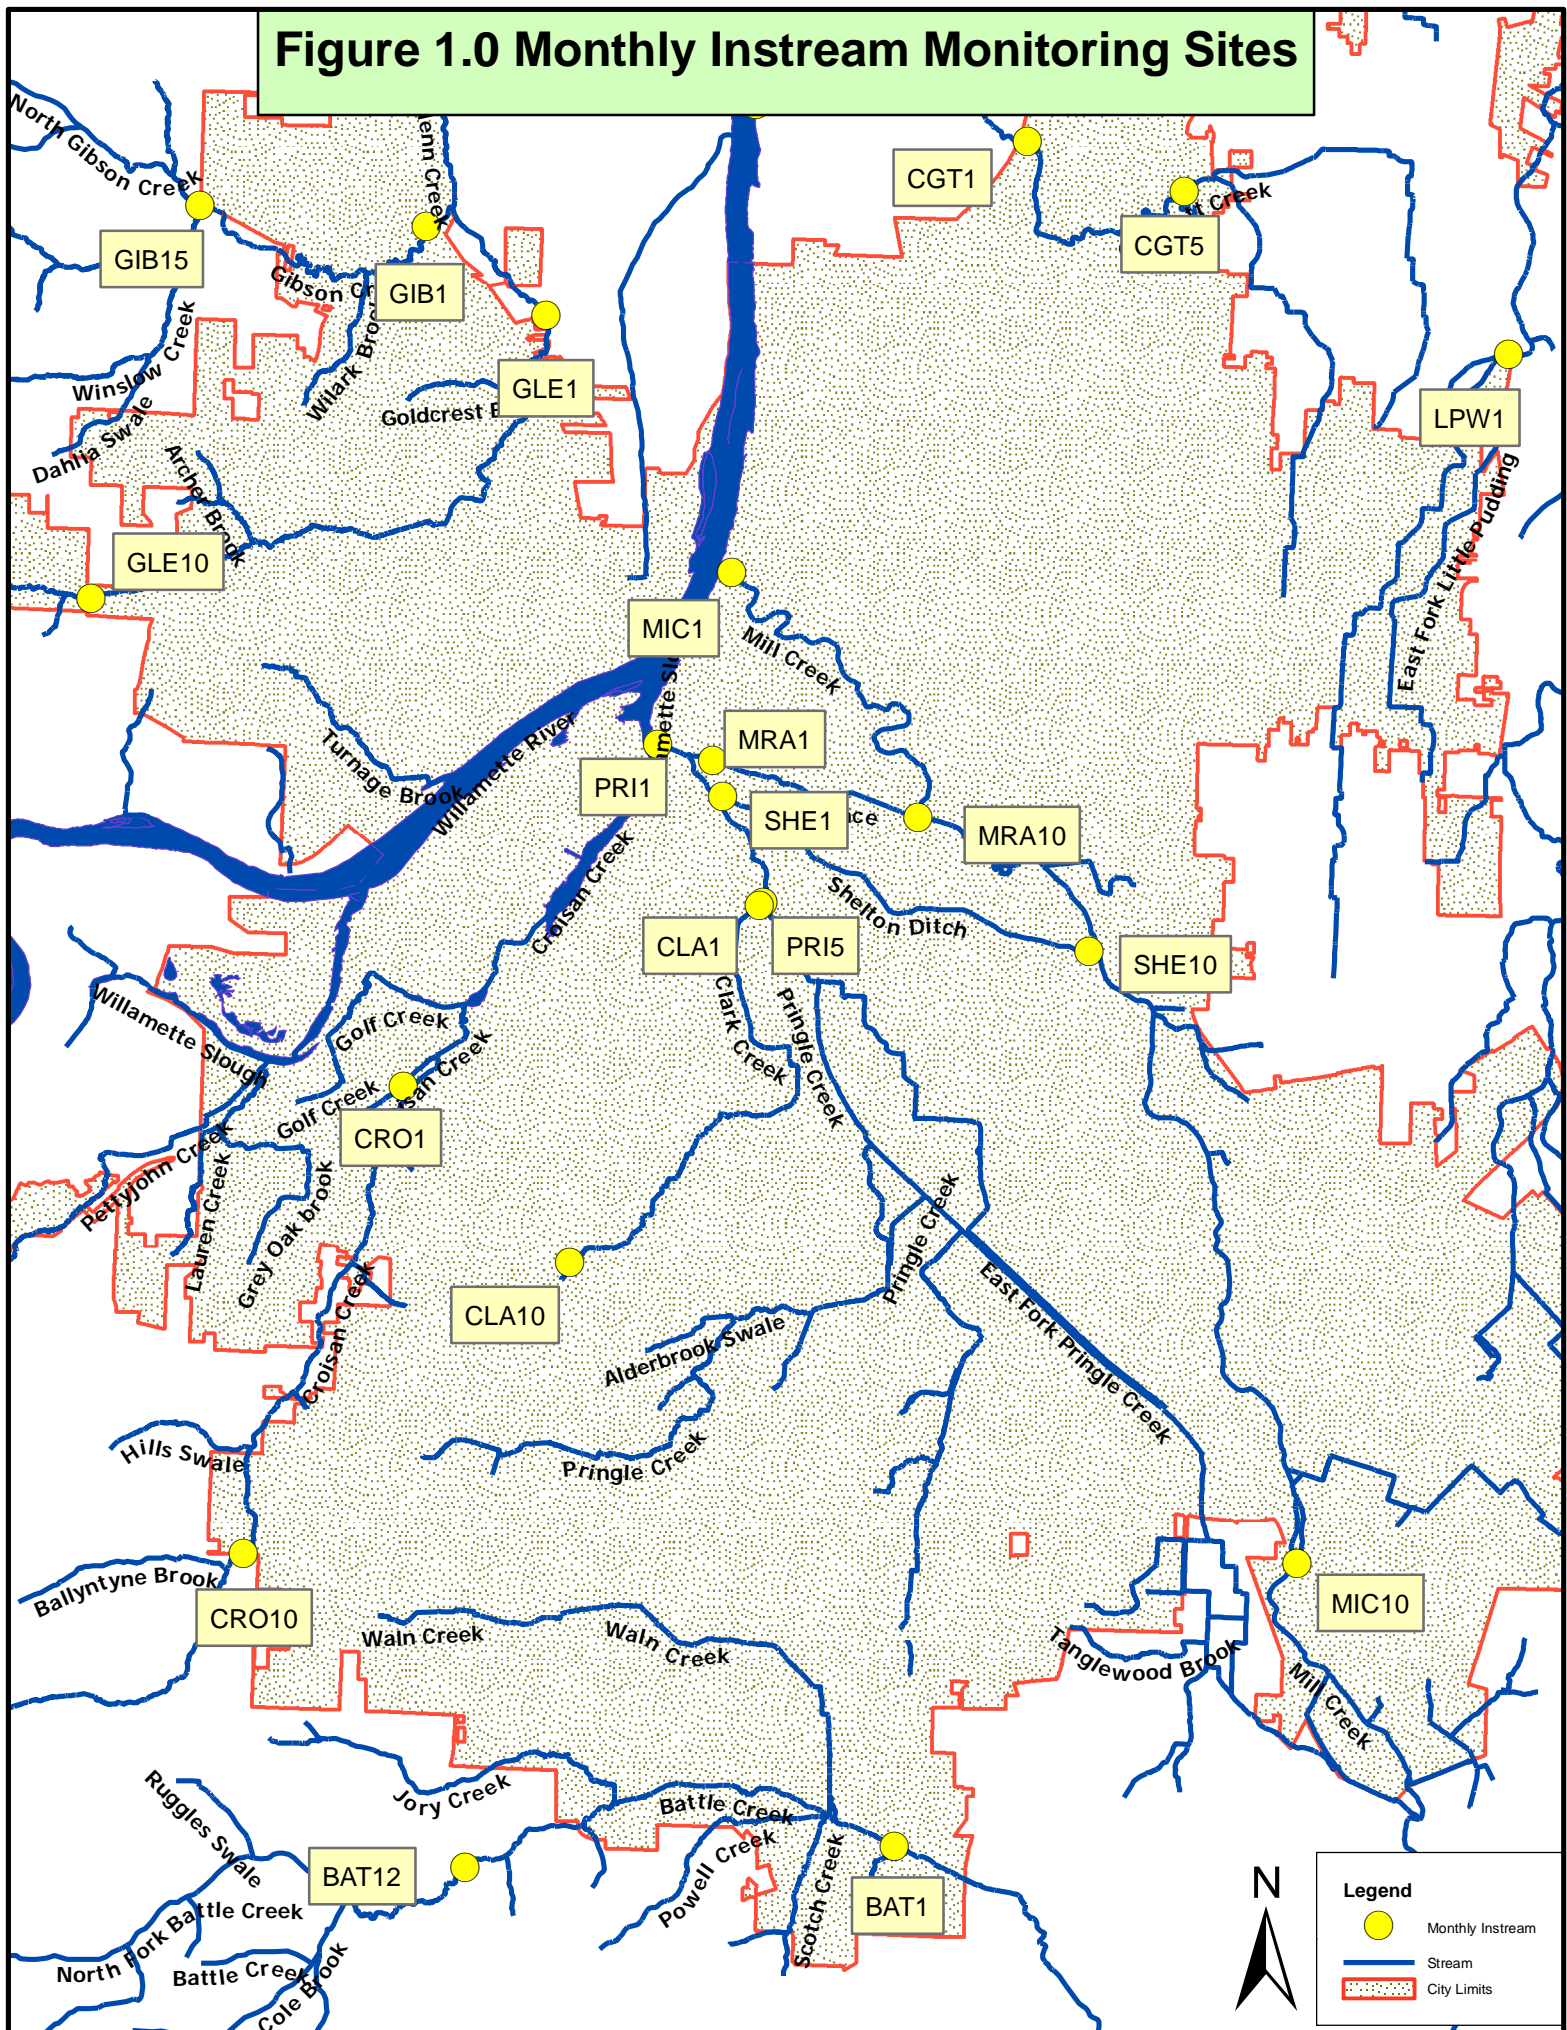 Figure 1.0 Monthly Instream Monitoring Sites
North Gibson Creek
Creek
CGT1
Creek
CGT5
GIB15
Gibson
GIB1
Wilark
Winslow Creek
GLE1
Goldcrest
LPW1
Dahlia Swale
Archer Brook
East Fork Little Pudding
GLE10
MIC1
Mill Creek
MRA1
Turnage Brook
Willamette River
PRI1
SHE1
MRA10
Croisan Creek
Shelton Ditch
CLA1
PRI5
SHE10
Willamette Slough
Golf Creek
Clark Creek
Pringle Creek
Golf Creek
Creek
CRO1
Pettyjohn Creek
Lauren Creek
Grey Oak brook
Pringle Creek
East Fork Pringle Creek
CLA10
Croisan Creek
Alderbrook Swale
Hills Swale
Pringle Creek
Ballyntyne Brook
CRO10
MIC10
Waln Creek
Waln Creek
Tanglewood Brook
Mill Creek
Jory Creek
Battle Creek
Ruggles Swale
Powell Creek
Scotch Creek
BAT12
BAT1
North Fork Battle Creek
Battle Creek
Cole Brook
N
Legend
Monthly Instream
Stream
City Limits